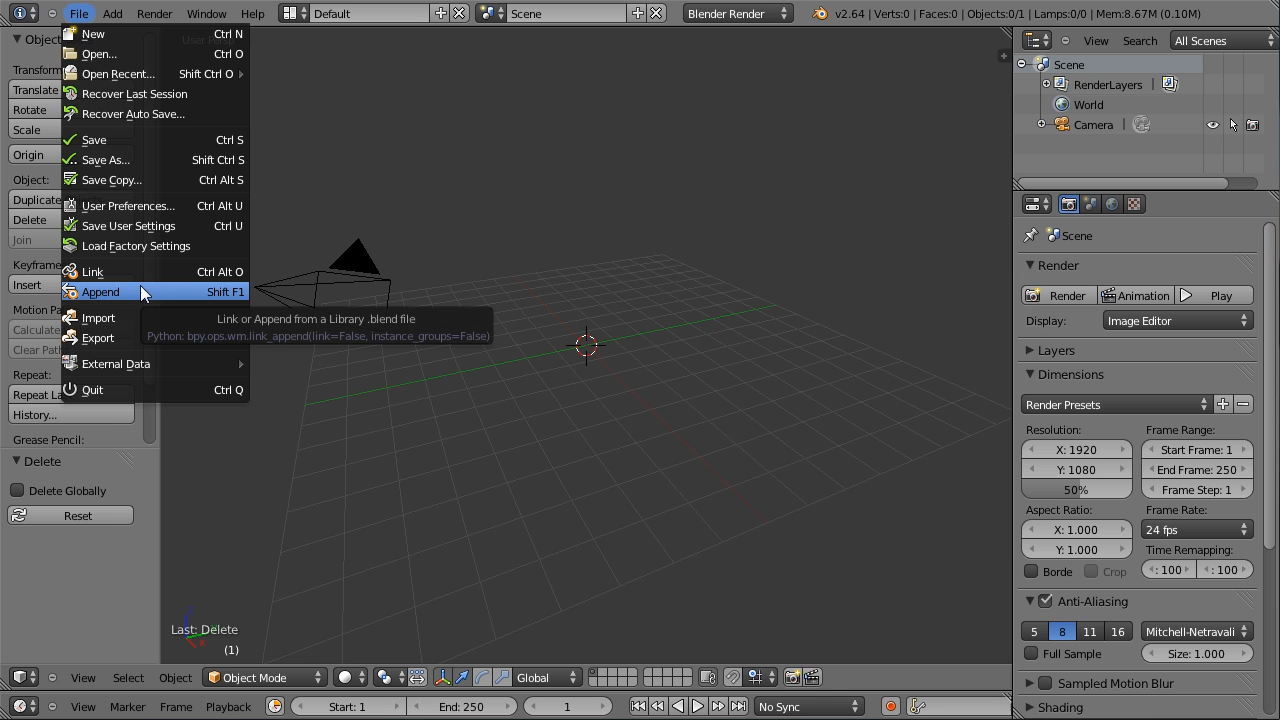 File Add Render Window Help Default Scene Blender Render v2.64 | Verts:0 | Faces:0 | Objects:0/1 | Lamps:0/0 | Mem:8.67M (0.10M)
New Ctrl N
Open... Ctrl O
Open Recent... Shift Ctrl O
Recover Last Session
Recover Auto Save...
Save Ctrl S
Save As... Shift Ctrl S
Save Copy... Ctrl Alt S
User Preferences... Ctrl Alt U
Save User Settings Ctrl U
Load Factory Settings
Link Ctrl Alt O
Append Shift F1
Import
Export
External Data
Quit Ctrl Q
Link or Append from a Library .blend file
Python: bpy.ops.wm.link_append(link=False, instance_groups=False)
Transform
Translate
Rotate
Scale
Origin
Object:
Duplicate
Delete
Join
Keyframe
Insert
Motion Pa
Calculate
Clear Path
Repeat:
Repeat La
History...
Grease Pencil:
Delete
Delete Globally
Reset
Last: Delete
(1)
View Select Object Object Mode Global
View Marker Frame Playback Start: 1 End: 250 1 No Sync
View Search All Scenes
Scene
RenderLayers
World
Camera
Scene
Render
Render Animation Play
Display: Image Editor
Layers
Dimensions
Render Presets
Resolution: Frame Range:
X: 1920 Start Frame: 1
Y: 1080 End Frame: 250
50% Frame Step: 1
Aspect Ratio: Frame Rate:
X: 1.000 24 fps
Y: 1.000 Time Remapping:
Borde Crop : 100 : 100
Anti-Aliasing
5 8 11 16 Mitchell-Netravali
Full Sample Size: 1.000
Sampled Motion Blur
Shading